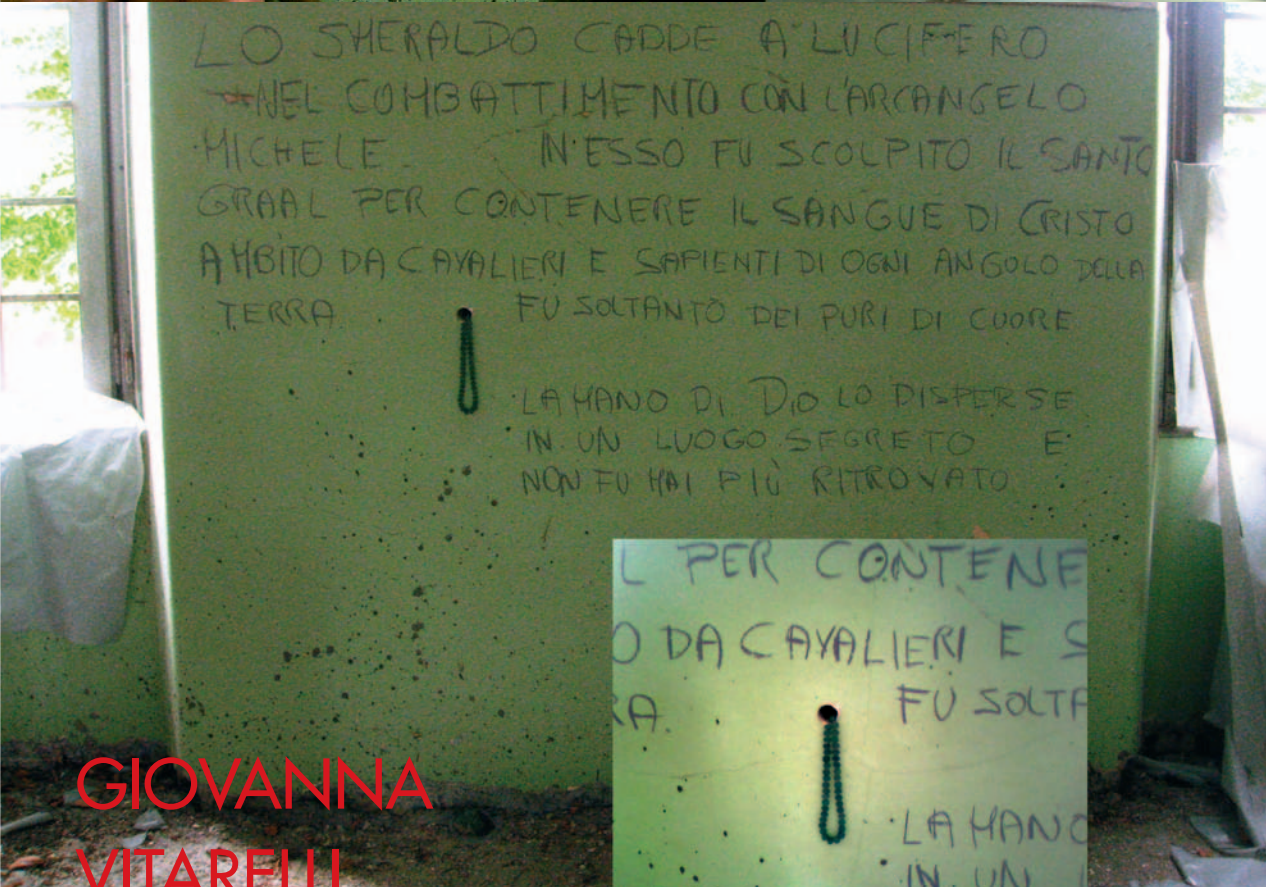 LO SMERALDO CADDE A LUCIFERO
NEL COMBATTIMENTO CON L'ARCANGELO
MICHELE IN ESSO FU SCOLPITO IL SANTO
GRAAL PER CONTENERE IL SANGUE DI CRISTO
AMBITO DA CAVALIERI E SAPIENTI DI OGNI ANGOLO DELLA
TERRA FU SOLTANTO DEI PURI DI CUORE
LA MANO DI DIO LO DISPERSE
IN UN LUOGO SEGRETO E
NON FU MAI PIÙ RITROVATO
L PER CONTENE
O DA CAVALIERI E S
RA FU SOLTA
LA MANO
IN UN
GIOVANNA
VITARELLI